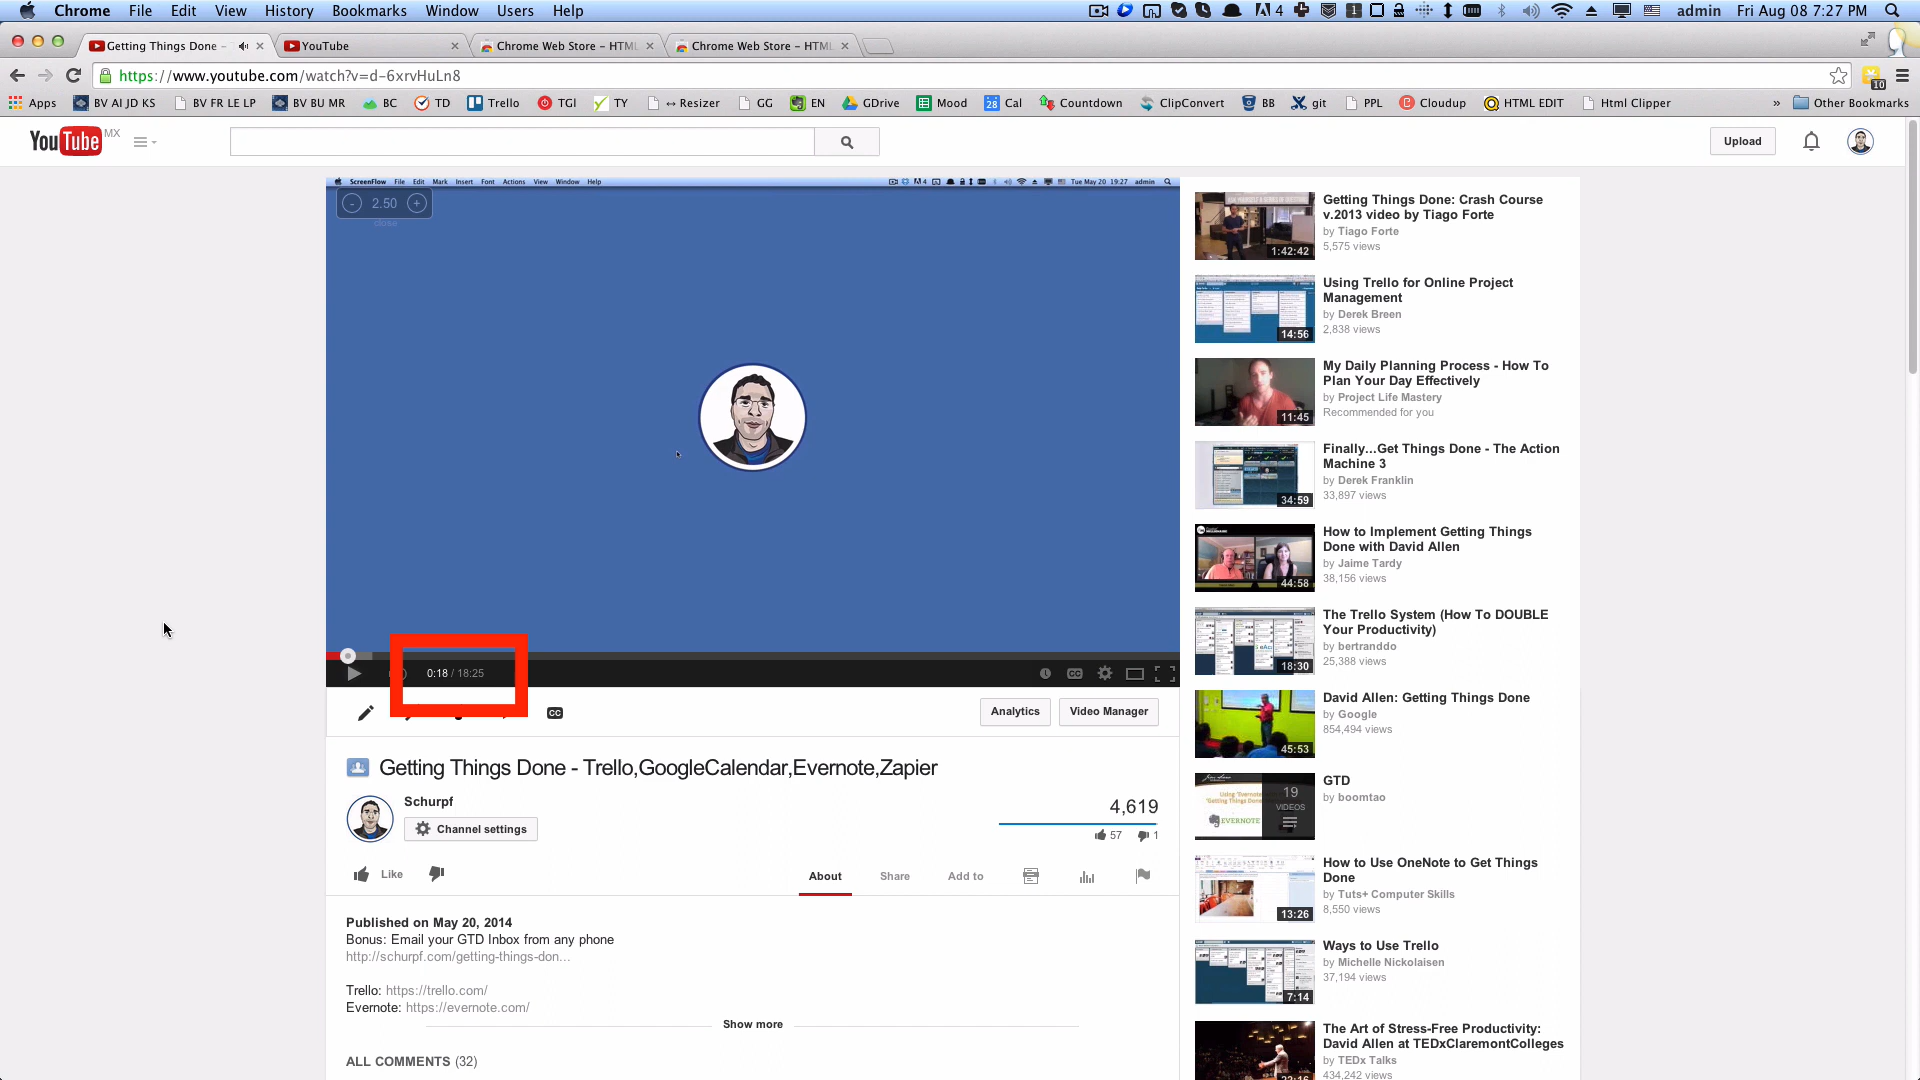 Chrome File Edit View History Bookmarks Window Users Help 4 1 admin Fri Aug 08 7:27 PM
Getting Things Done - YouTube Chrome Web Store - HTML Chrome Web Store - HTML
https://www.youtube.com/watch?v=d-6xrvHuLn8 10
Apps BV AI JD KS BV FR LE LP BV BU MR BC TD Trello TGI TY ↔ Resizer GG EN GDrive Mood 28 Cal Countdown ClipConvert BB git PPL Cloudup HTML EDIT Html Clipper » Other Bookmarks
YouTube MX Upload
ScreenFlow File Edit Mark Insert Font Actions View Window Help 4 Tue May 20 19:27 admin
- 2.50 +
close
0:18 / 18:25 CC
CC Analytics Video Manager
Getting Things Done - Trello,GoogleCalendar,Evernote,Zapier
Schurpf
Channel settings
4,619
57 1
Like About Share Add to
Published on May 20, 2014
Bonus: Email your GTD Inbox from any phone
http://schurpf.com/getting-things-don...
Trello: https://trello.com/
Evernote: https://evernote.com/
Show more
ALL COMMENTS (32)
1:42:42
Getting Things Done: Crash Course
v.2013 video by Tiago Forte
by Tiago Forte
5,575 views
14:56
Using Trello for Online Project
Management
by Derek Breen
2,838 views
11:45
My Daily Planning Process - How To
Plan Your Day Effectively
by Project Life Mastery
Recommended for you
34:59
Finally...Get Things Done - The Action
Machine 3
by Derek Franklin
33,897 views
44:58
How to Implement Getting Things
Done with David Allen
by Jaime Tardy
38,156 views
18:30
The Trello System (How To DOUBLE
Your Productivity)
by bertranddo
25,388 views
45:53
David Allen: Getting Things Done
by Google
854,494 views
19
VIDEOS
EVERNOTE
GTD
by boomtao
13:26
How to Use OneNote to Get Things
Done
by Tuts+ Computer Skills
8,550 views
7:14
Ways to Use Trello
by Michelle Nickolaisen
37,194 views
The Art of Stress-Free Productivity:
David Allen at TEDxClaremontColleges
by TEDx Talks
434,242 views